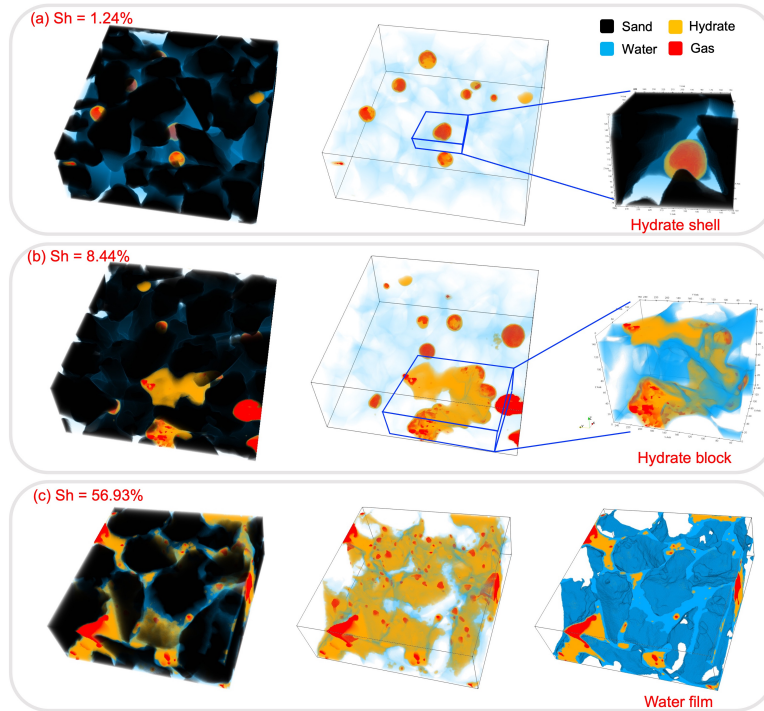 (a) Sh = 1.24%
Sand
Hydrate
Water
Gas
Hydrate shell
(b) Sh = 8.44%
Hydrate block
(c) Sh = 56.93%
Water film